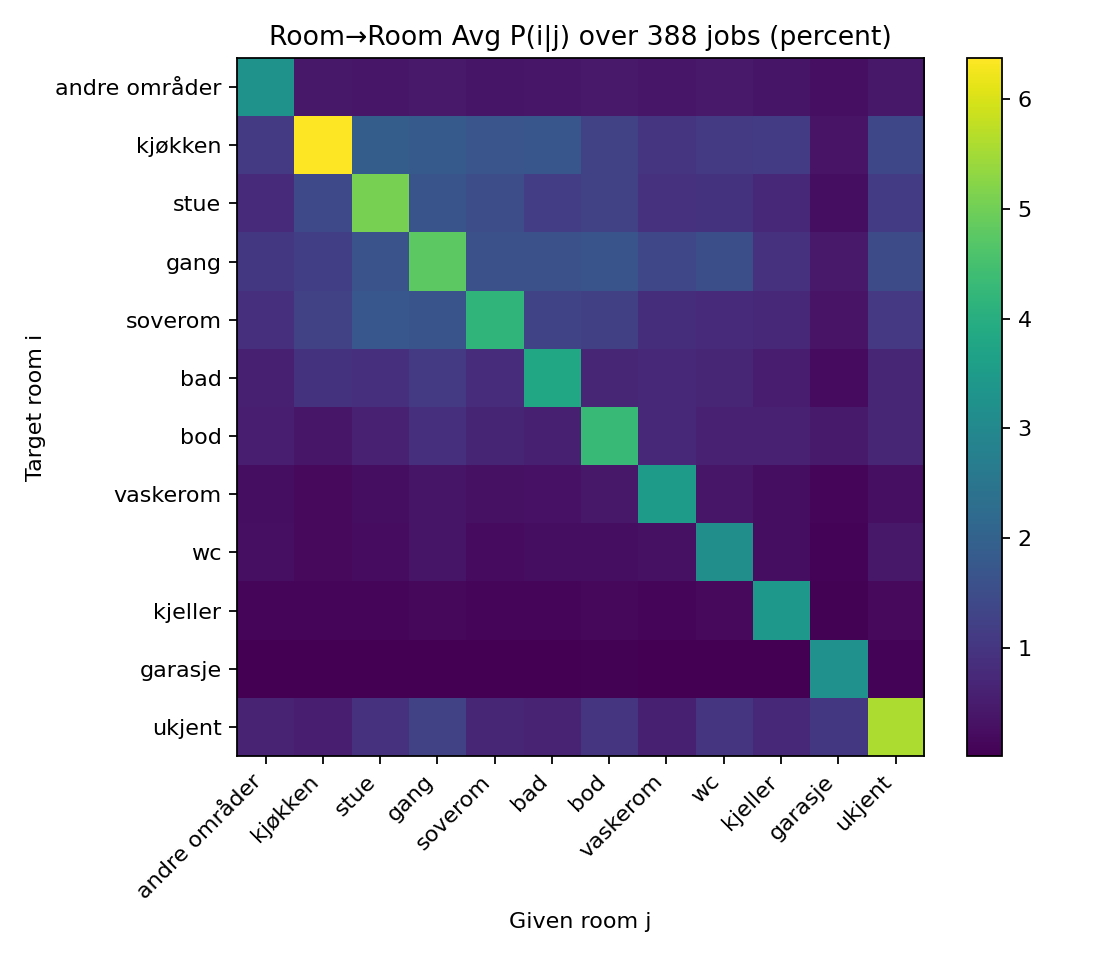 Room→Room Avg P(i|j) over 388 jobs (percent)
Target room i
andre områder
kjøkken
stue
gang
soverom
bad
bod
vaskerom
wc
kjeller
garasje
ukjent
6
5
4
3
2
1
andre områder
kjøkken
stue
gang
soverom
bad
bod
vaskerom
wc
kjeller
garasje
ukjent
Given room j